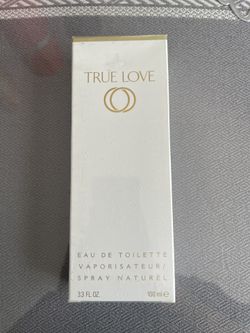 TRUE LOVE
EAU DE TOILETTE
VAPORISATEUR/
SPRAY NATUREL
3.3 FL.OZ. 100 ml e